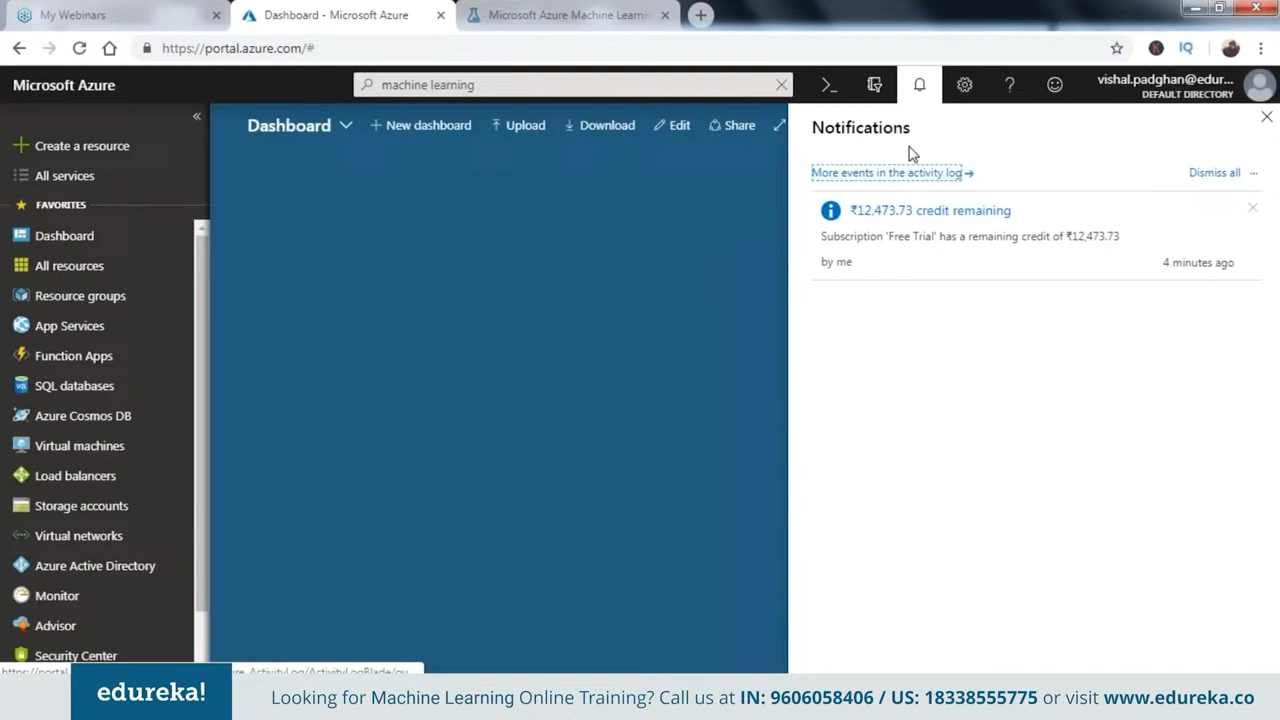 My Webinars
Dashboard - Microsoft Azure
Microsoft Azure Machine Learni
https://portal.azure.com/#
IQ
Microsoft Azure
machine learning
vishal.padghan@edur...
DEFAULT DIRECTORY
Dashboard
New dashboard
Upload
Download
Edit
Share
Create a resource
All services
FAVORITES
Dashboard
All resources
Resource groups
App Services
Function Apps
SQL databases
Azure Cosmos DB
Virtual machines
Load balancers
Storage accounts
Virtual networks
Azure Active Directory
Monitor
Advisor
Security Center
Notifications
More events in the activity log
Dismiss all
₹12,473.73 credit remaining
Subscription 'Free Trial' has a remaining credit of ₹12,473.73
by me
4 minutes ago
edureka!
Looking for Machine Learning Online Training? Call us at IN: 9606058406 / US: 18338555775 or visit www.edureka.co